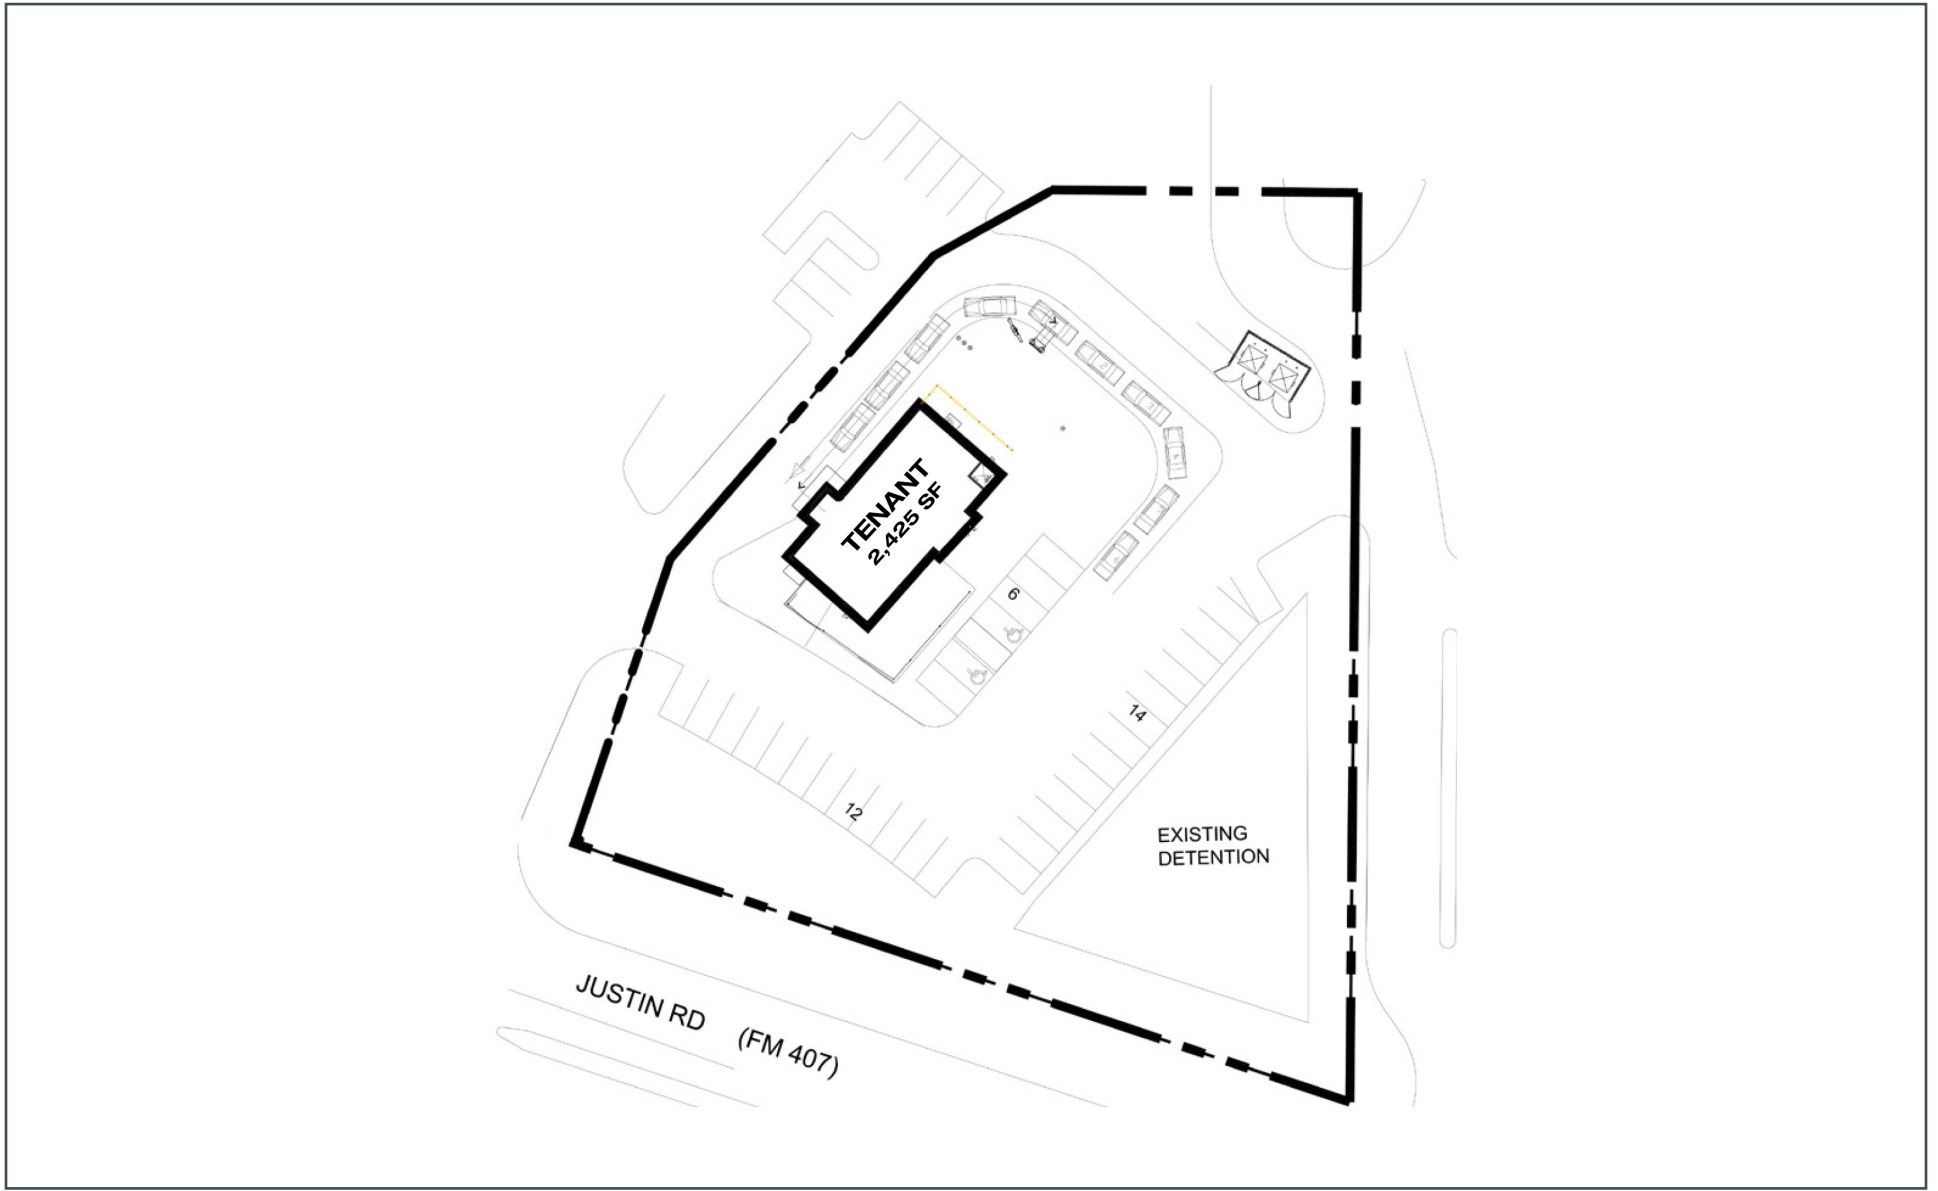 TENANT
2,425 SF
6
14
12
EXISTING
DETENTION
JUSTIN RD (FM 407)